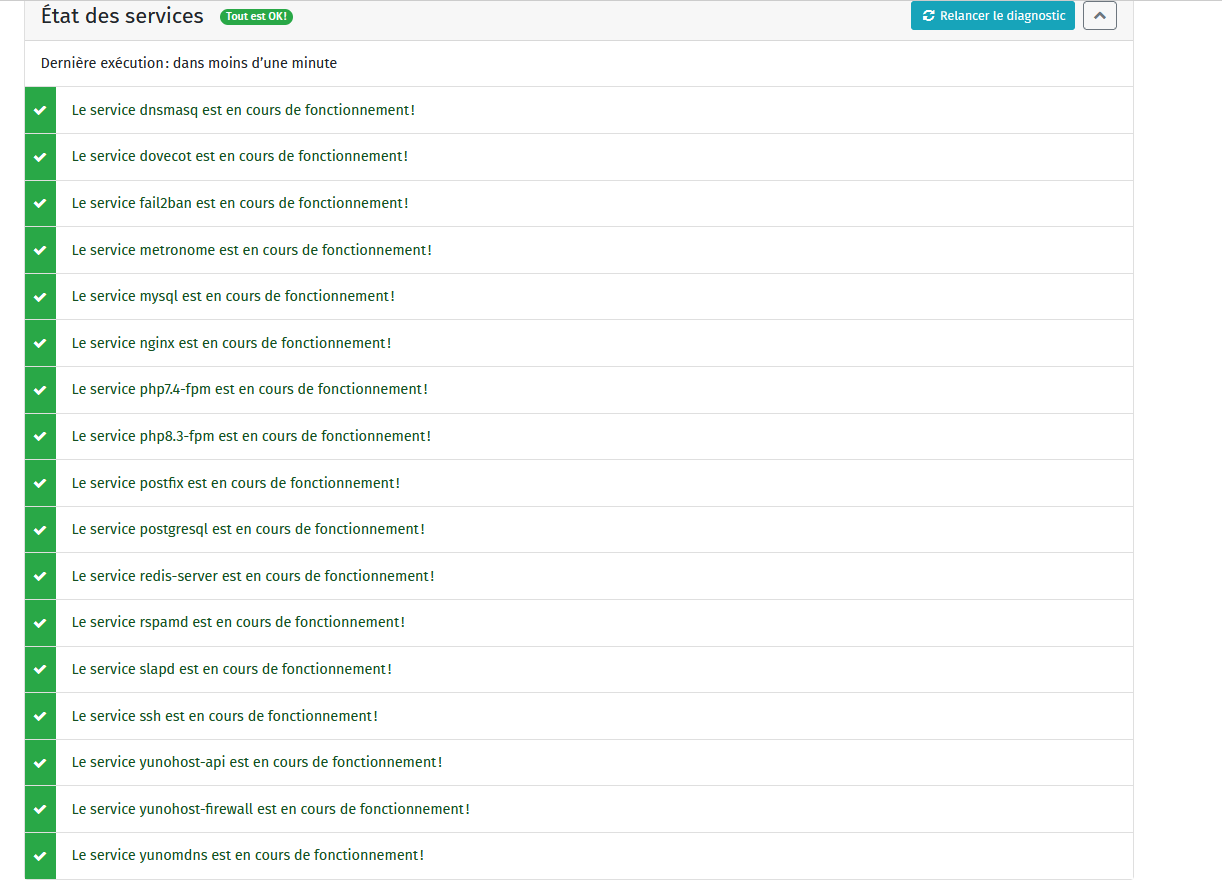 État des services Tout est OK! Relancer le diagnostic
Dernière exécution: dans moins d’une minute
Le service dnsmasq est en cours de fonctionnement!
Le service dovecot est en cours de fonctionnement!
Le service fail2ban est en cours de fonctionnement!
Le service metronome est en cours de fonctionnement!
Le service mysql est en cours de fonctionnement!
Le service nginx est en cours de fonctionnement!
Le service php7.4-fpm est en cours de fonctionnement!
Le service php8.3-fpm est en cours de fonctionnement!
Le service postfix est en cours de fonctionnement!
Le service postgresql est en cours de fonctionnement!
Le service redis-server est en cours de fonctionnement!
Le service rspamd est en cours de fonctionnement!
Le service slapd est en cours de fonctionnement!
Le service ssh est en cours de fonctionnement!
Le service yunohost-api est en cours de fonctionnement!
Le service yunohost-firewall est en cours de fonctionnement!
Le service yunomdns est en cours de fonctionnement!